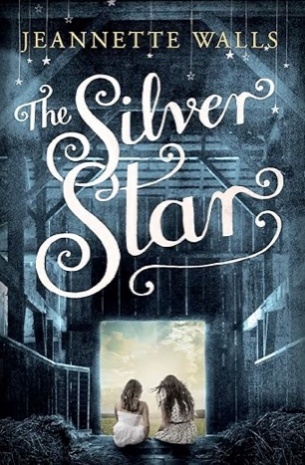 JEANNETTE WALLS
The
Silver
Star